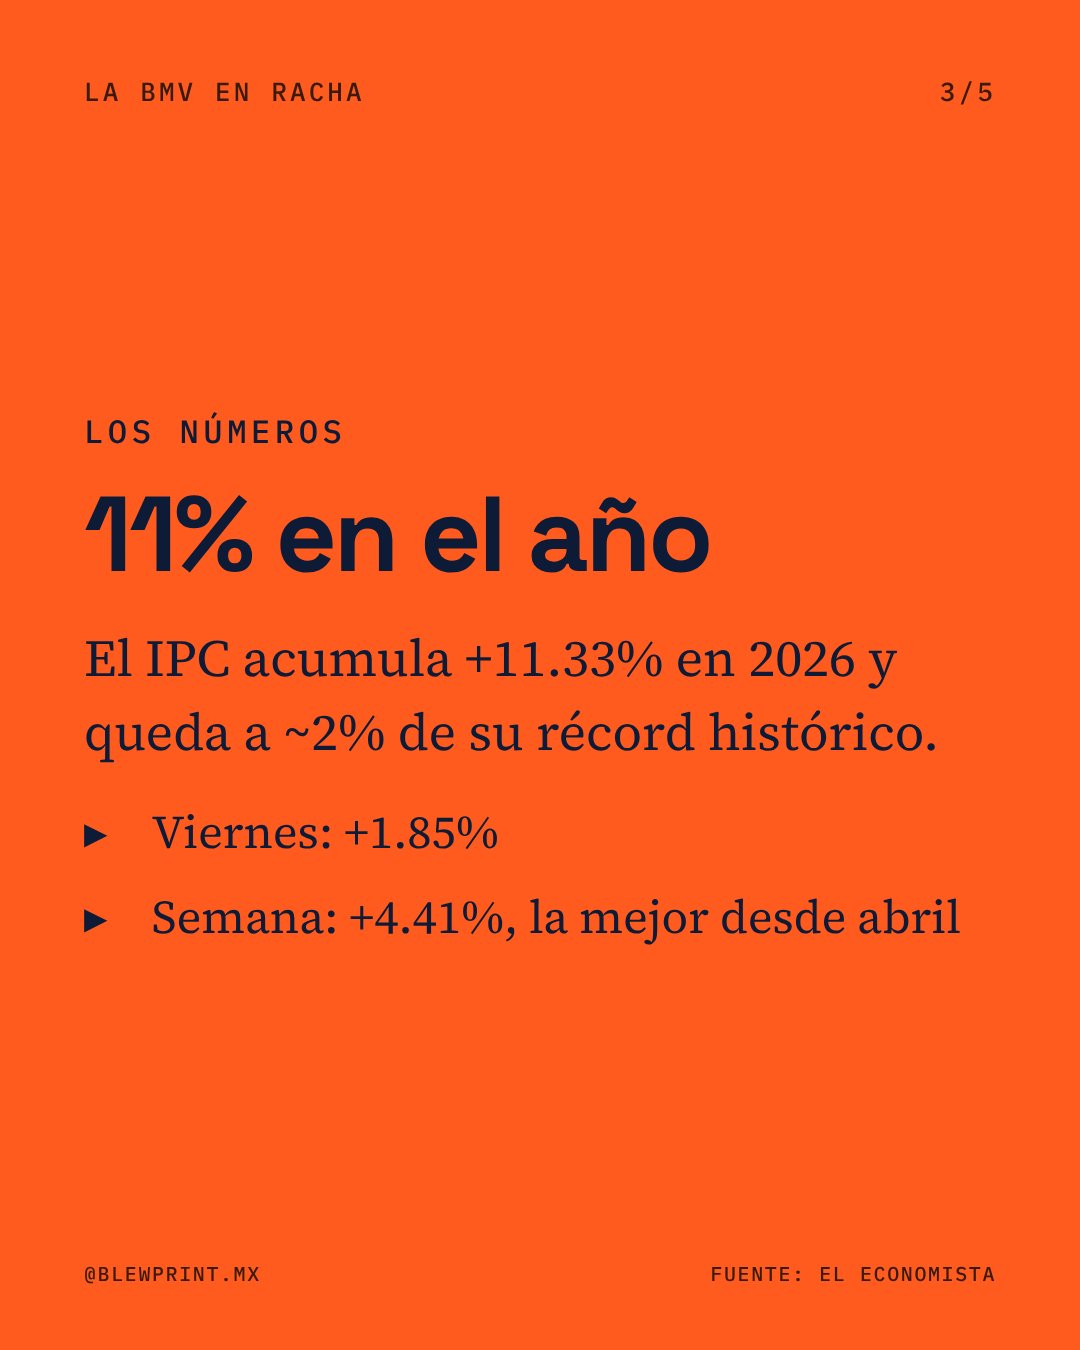 LA BMV EN RACHA
3/5
LOS NÚMEROS
11% en el año
El IPC acumula +11.33% en 2026 y
queda a ~2% de su récord histórico.
▶ Viernes: +1.85%
▶ Semana: +4.41%, la mejor desde abril
@BLEWPRINT.MX
FUENTE: EL ECONOMISTA